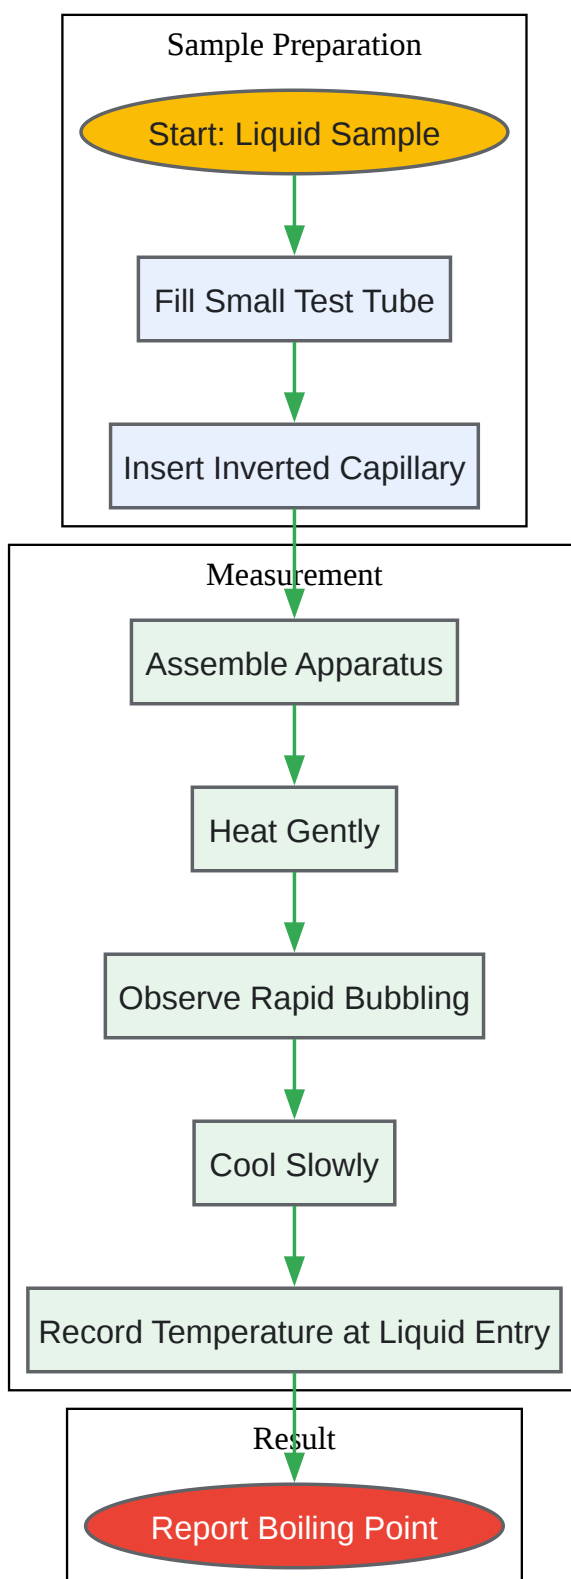 Sample Preparation
Start: Liquid Sample
Fill Small Test Tube
Insert Inverted Capillary
Measurement
Assemble Apparatus
Heat Gently
Observe Rapid Bubbling
Cool Slowly
Record Temperature at Liquid Entry
Result
Report Boiling Point